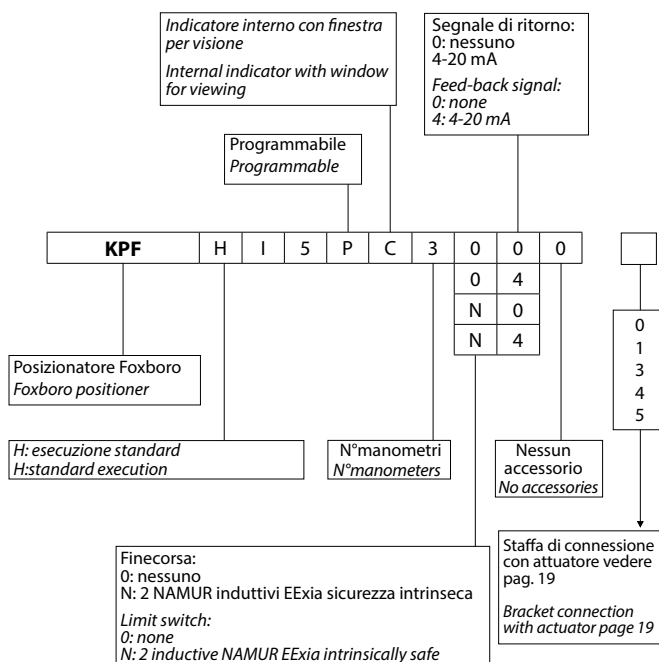 Indicatore interno con finestra
per visione
Internal indicator with window
for viewing
Segnale di ritorno:
0: nessuno
4-20 mA
Feed-back signal:
0: none
4: 4-20 mA
Programmabile
Programmable
KPF H I 5 P C 3 0 0 0
0 4
N 0
N 4
0
1
3
4
5
Posizionatore Foxboro
Foxboro positioner
H: esecuzione standard
H:standard execution
N°manometri
N°manometers
Nessun
accessorio
No accessories
Finecorsa:
0: nessuno
N: 2 NAMUR induttivi EExia sicurezza intrinseca
Limit switch:
0: none
N: 2 inductive NAMUR EExia intrinsically safe
Staffa di connessione
con attuatore vedere
pag. 19
Bracket connection
with actuator page 19